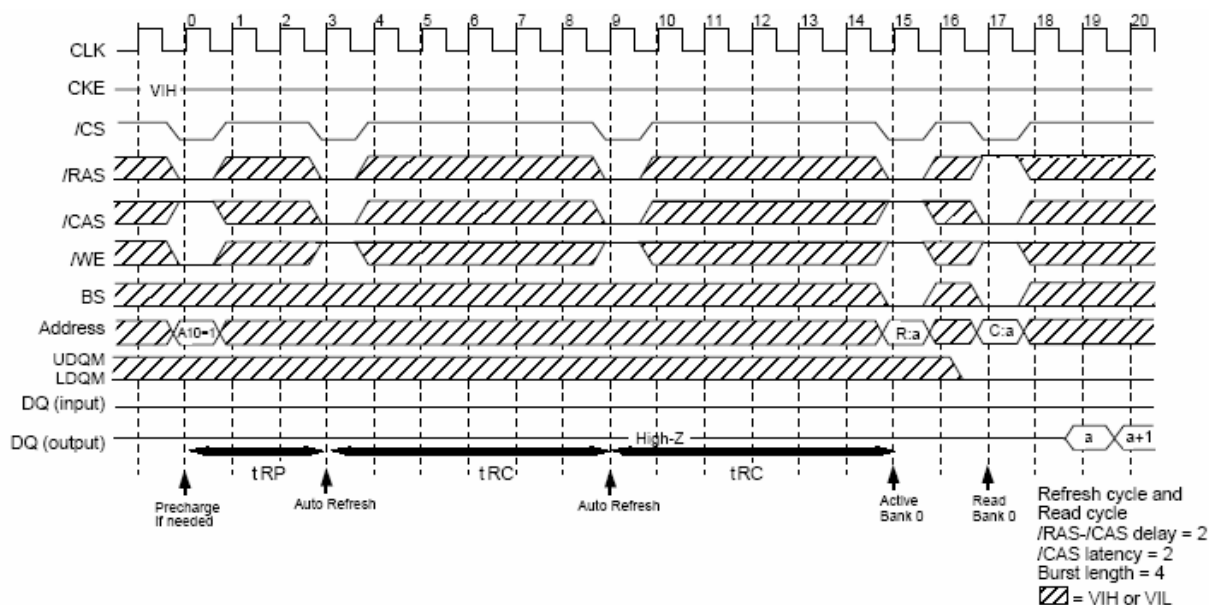 0 1 2 3 4 5 6 7 8 9 10 11 12 13 14 15 16 17 18 19 20
CLK
CKE VIH
/CS
/RAS
/CAS
/WE
BS
Address A10=1 R:a C:a
UDQM
LDQM
DQ (input)
DQ (output) High-Z a a+1
tRP tRC tRC
Precharge
If needed
Auto Refresh
Auto Refresh
Active
Bank 0
Read
Bank 0
Refresh cycle and
Read cycle
/RAS-/CAS delay = 2
/CAS latency = 2
Burst length = 4
= VIH or VIL